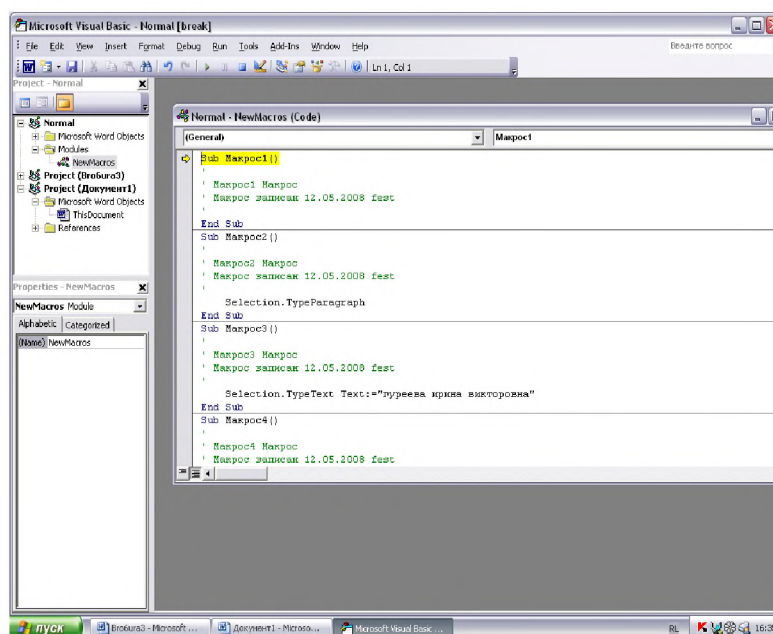 Microsoft Visual Basic - Normal [break]
File Edit View Insert Format Debug Run Tools Add-Ins Window Help
Введите вопрос
Ln 1, Col 1
Project - Normal
Normal
Microsoft Word Objects
Modules
NewMacros
Project (Вгобига3)
Project (Документ1)
Microsoft Word Objects
ThisDocument
References
Properties - NewMacros
NewMacros Module
Alphabetic Categorized
(Name) NewMacros
Normal - NewMacros (Code)
(General) Макрос1
Sub Макрос1()
'
' Макрос1 Макрос
' Макрос записан 12.05.2008 fest
'
End Sub
Sub Макрос2()
'
' Макрос2 Макрос
' Макрос записан 12.05.2008 fest
'
Selection.TypeParagraph
End Sub
Sub Макрос3()
'
' Макрос3 Макрос
' Макрос записан 12.05.2008 fest
'
Selection.TypeText Text:="пуреева ирина викторовна"
End Sub
Sub Макрос4()
'
' Макрос4 Макрос
' Макрос записан 12.05.2008 fest
пуск
Вгобига3 - Microsoft ...
Документ1 - Microso...
Microsoft Visual Basic ...
RL